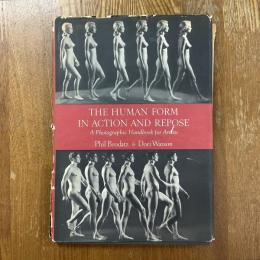 THE HUMAN FORM
IN ACTION AND REPOSE
A Photographic Handbook for Artists
Phil Brodatz & Dori Watson